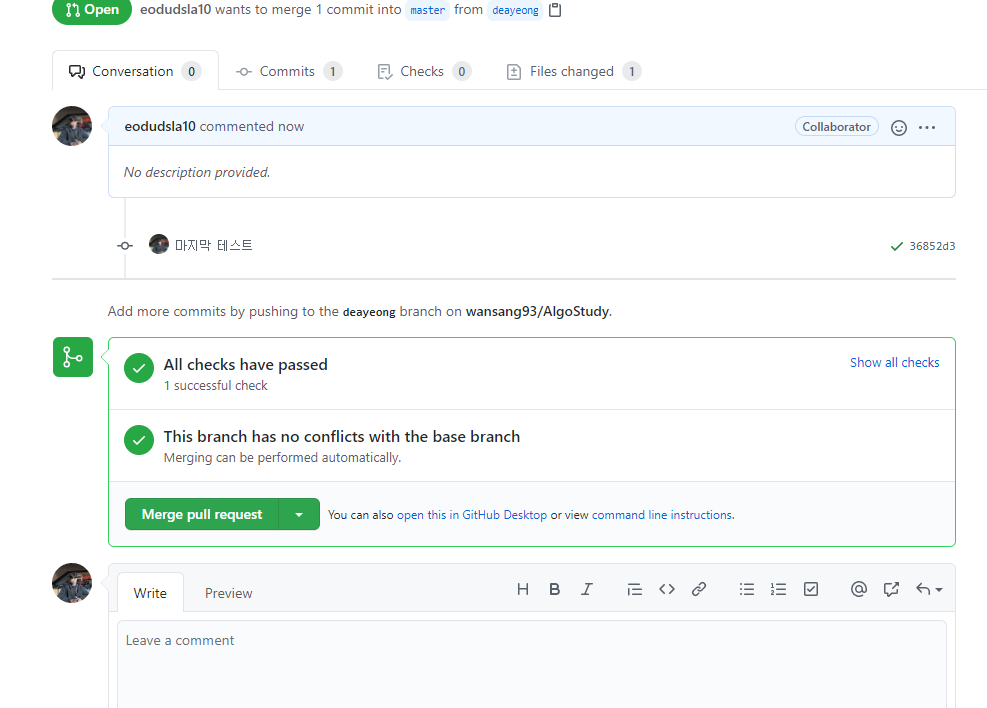 Open eodudsla10 wants to merge 1 commit into master from deayeong
Conversation 0 Commits 1 Checks 0 Files changed 1
eodudsla10 commented now Collaborator
No description provided.
마지막 테스트 36852d3
Add more commits by pushing to the deayeong branch on wansang93/AlgoStudy.
All checks have passed Show all checks
1 successful check
This branch has no conflicts with the base branch
Merging can be performed automatically.
Merge pull request You can also open this in GitHub Desktop or view command line instructions.
Write Preview H B I
Leave a comment